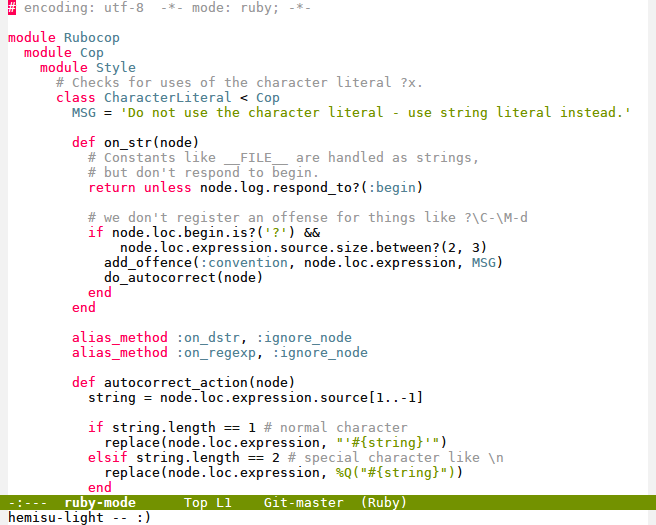 # encoding: utf-8  -*- mode: ruby; -*-
module Rubocop
  module Cop
    module Style
      # Checks for uses of the character literal ?x.
      class CharacterLiteral < Cop
        MSG = 'Do not use the character literal - use string literal instead.'
        def on_str(node)
          # Constants like __FILE__ are handled as strings,
          # but don't respond to begin.
          return unless node.log.respond_to?(:begin)
          # we don't register an offense for things like ?\C-\M-d
          if node.loc.begin.is?('?') &&
              node.loc.expression.source.size.between?(2, 3)
            add_offence(:convention, node.loc.expression, MSG)
            do_autocorrect(node)
          end
        end
        alias_method :on_dstr, :ignore_node
        alias_method :on_regexp, :ignore_node
        def autocorrect_action(node)
          string = node.loc.expression.source[1..-1]
          if string.length == 1 # normal character
            replace(node.loc.expression, "'#{string}'")
          elsif string.length == 2 # special character like \n
            replace(node.loc.expression, %Q("#{string}"))
          end
-:---  ruby-mode      Top L1    Git-master  (Ruby)
hemisu-light -- :)